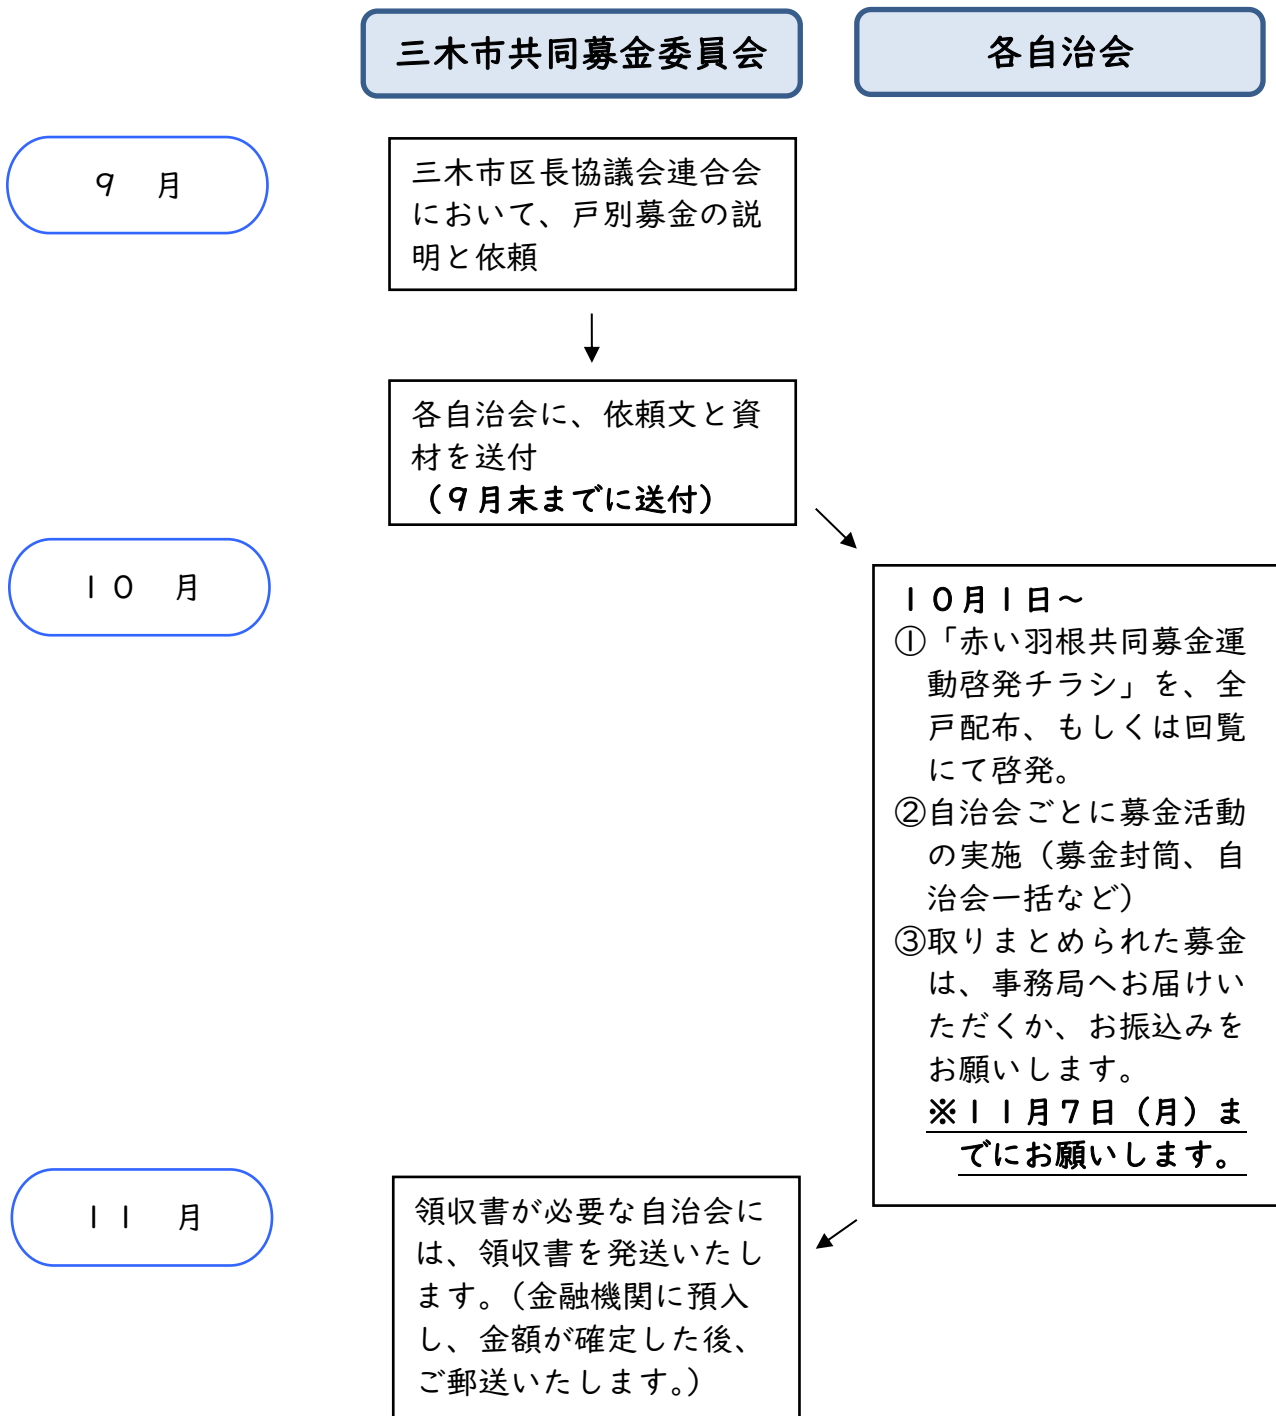 三木市共同募金委員会
各自治会
９　月
三木市区長協議会連合会
において、戸別募金の説
明と依頼
各自治会に、依頼文と資
材を送付
（９月末までに送付）
１０　月
１０月１日～
①「赤い羽根共同募金運
動啓発チラシ」を、全
戸配布、もしくは回覧
にて啓発。
②自治会ごとに募金活動
の実施（募金封筒、自
治会一括など）
③取りまとめられた募金
は、事務局へお届けい
ただくか、お振込みを
お願いします。
※１１月７日（月）ま
でにお願いします。
１１　月
領収書が必要な自治会に
は、領収書を発送いたし
ます。（金融機関に預入
し、金額が確定した後、
ご郵送いたします。）